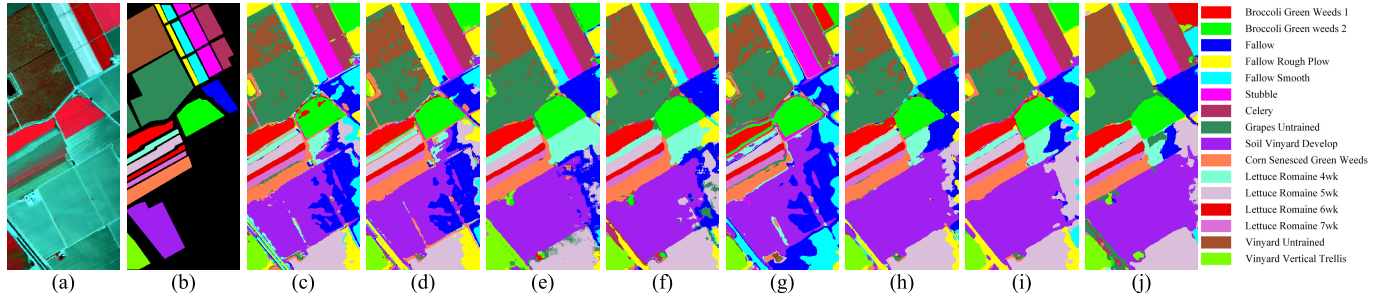 Broccoli Green Weeds 1
Broccoli Green weeds 2
Fallow
Fallow Rough Plow
Fallow Smooth
Stubble
Celery
Grapes Untrained
Soil Vinyard Develop
Corn Senesced Green Weeds
Lettuce Romaine 4wk
Lettuce Romaine 5wk
Lettuce Romaine 6wk
Lettuce Romaine 7wk
Vinyard Untrained
Vinyard Vertical Trellis
(a) (b) (c) (d) (e) (f) (g) (h) (i) (j)